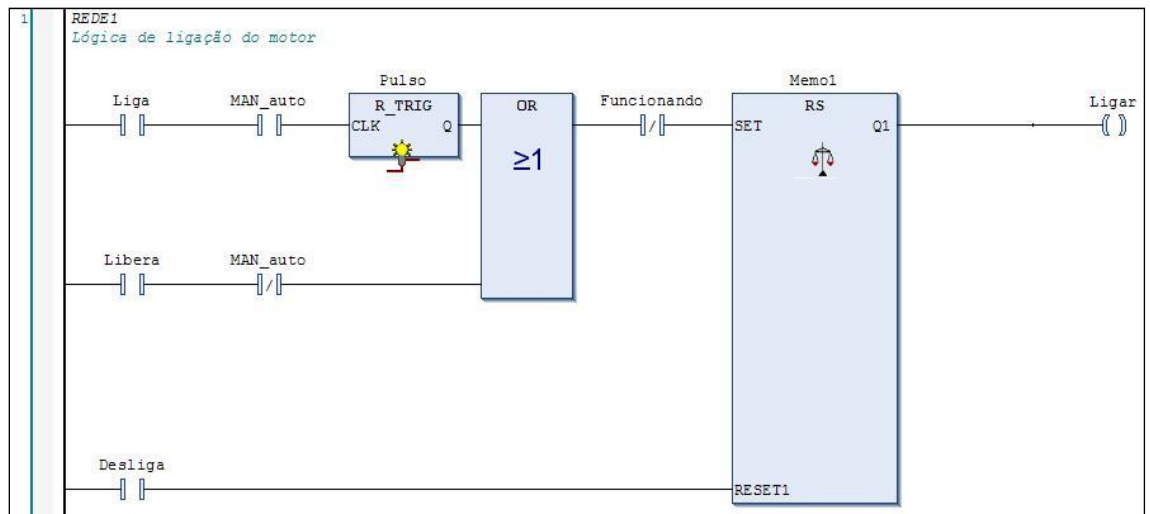 1 REDE1
Lógica de ligação do motor
Pulso Memo1
Liga MAN_auto R_TRIG OR Funcionando RS Ligar
CLK Q SET Q1
≥1
Libera MAN_auto
Desliga
RESET1